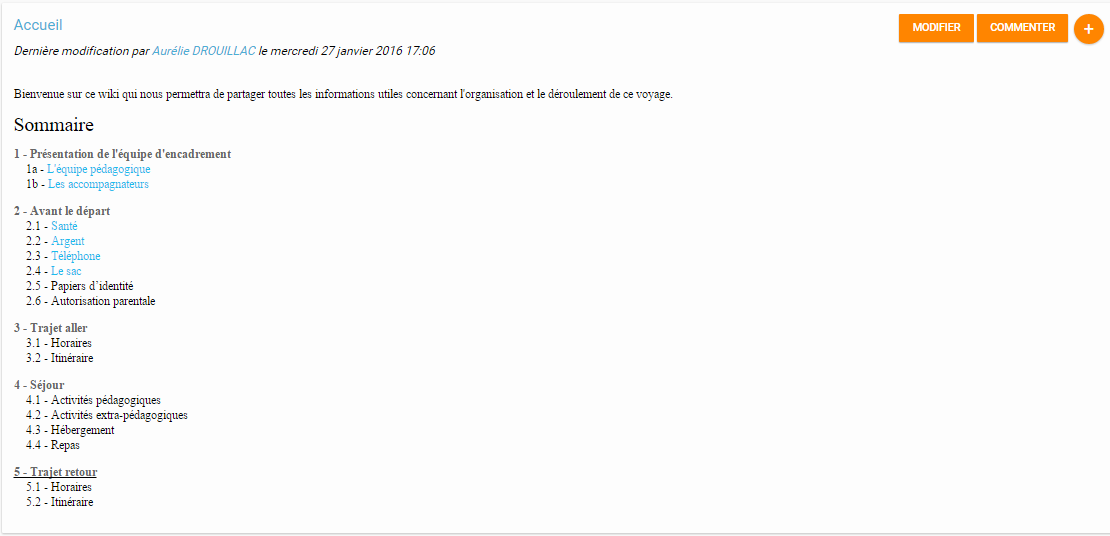 Accueil
MODIFIER
COMMENTER
+
Dernière modification par Aurélie DROUILLAC le mercredi 27 janvier 2016 17:06
Bienvenue sur ce wiki qui nous permettra de partager toutes les informations utiles concernant l'organisation et le déroulement de ce voyage.
Sommaire
1 - Présentation de l'équipe d'encadrement
1a - L'équipe pédagogique
1b - Les accompagnateurs
2 - Avant le départ
2.1 - Santé
2.2 - Argent
2.3 - Téléphone
2.4 - Le sac
2.5 - Papiers d'identité
2.6 - Autorisation parentale
3 - Trajet aller
3.1 - Horaires
3.2 - Itinéraire
4 - Séjour
4.1 - Activités pédagogiques
4.2 - Activités extra-pédagogiques
4.3 - Hébergement
4.4 - Repas
5 - Trajet retour
5.1 - Horaires
5.2 - Itinéraire